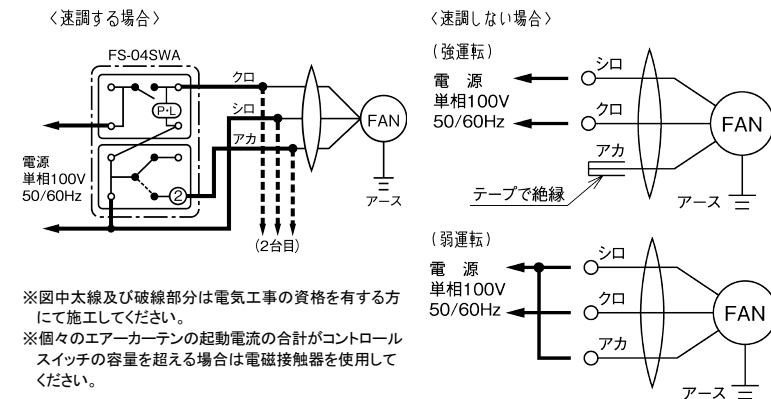 〈速調する場合〉
FS-04SWA
P・L
2
電源
単相100V
50/60Hz
クロ
シロ
アカ
FAN
アース
(2台目)
※図中太線及び破線部分は電気工事の資格を有する方
にて施工してください。
※個々のエアーカーテンの起動電流の合計がコントロール
スイッチの容量を超える場合は電磁接触器を使用して
ください。
〈速調しない場合〉
(強運転)
電 源
単相100V
50/60Hz
シロ
クロ
アカ
テープで絶縁
FAN
アース
(弱運転)
電 源
単相100V
50/60Hz
シロ
クロ
アカ
FAN
アース